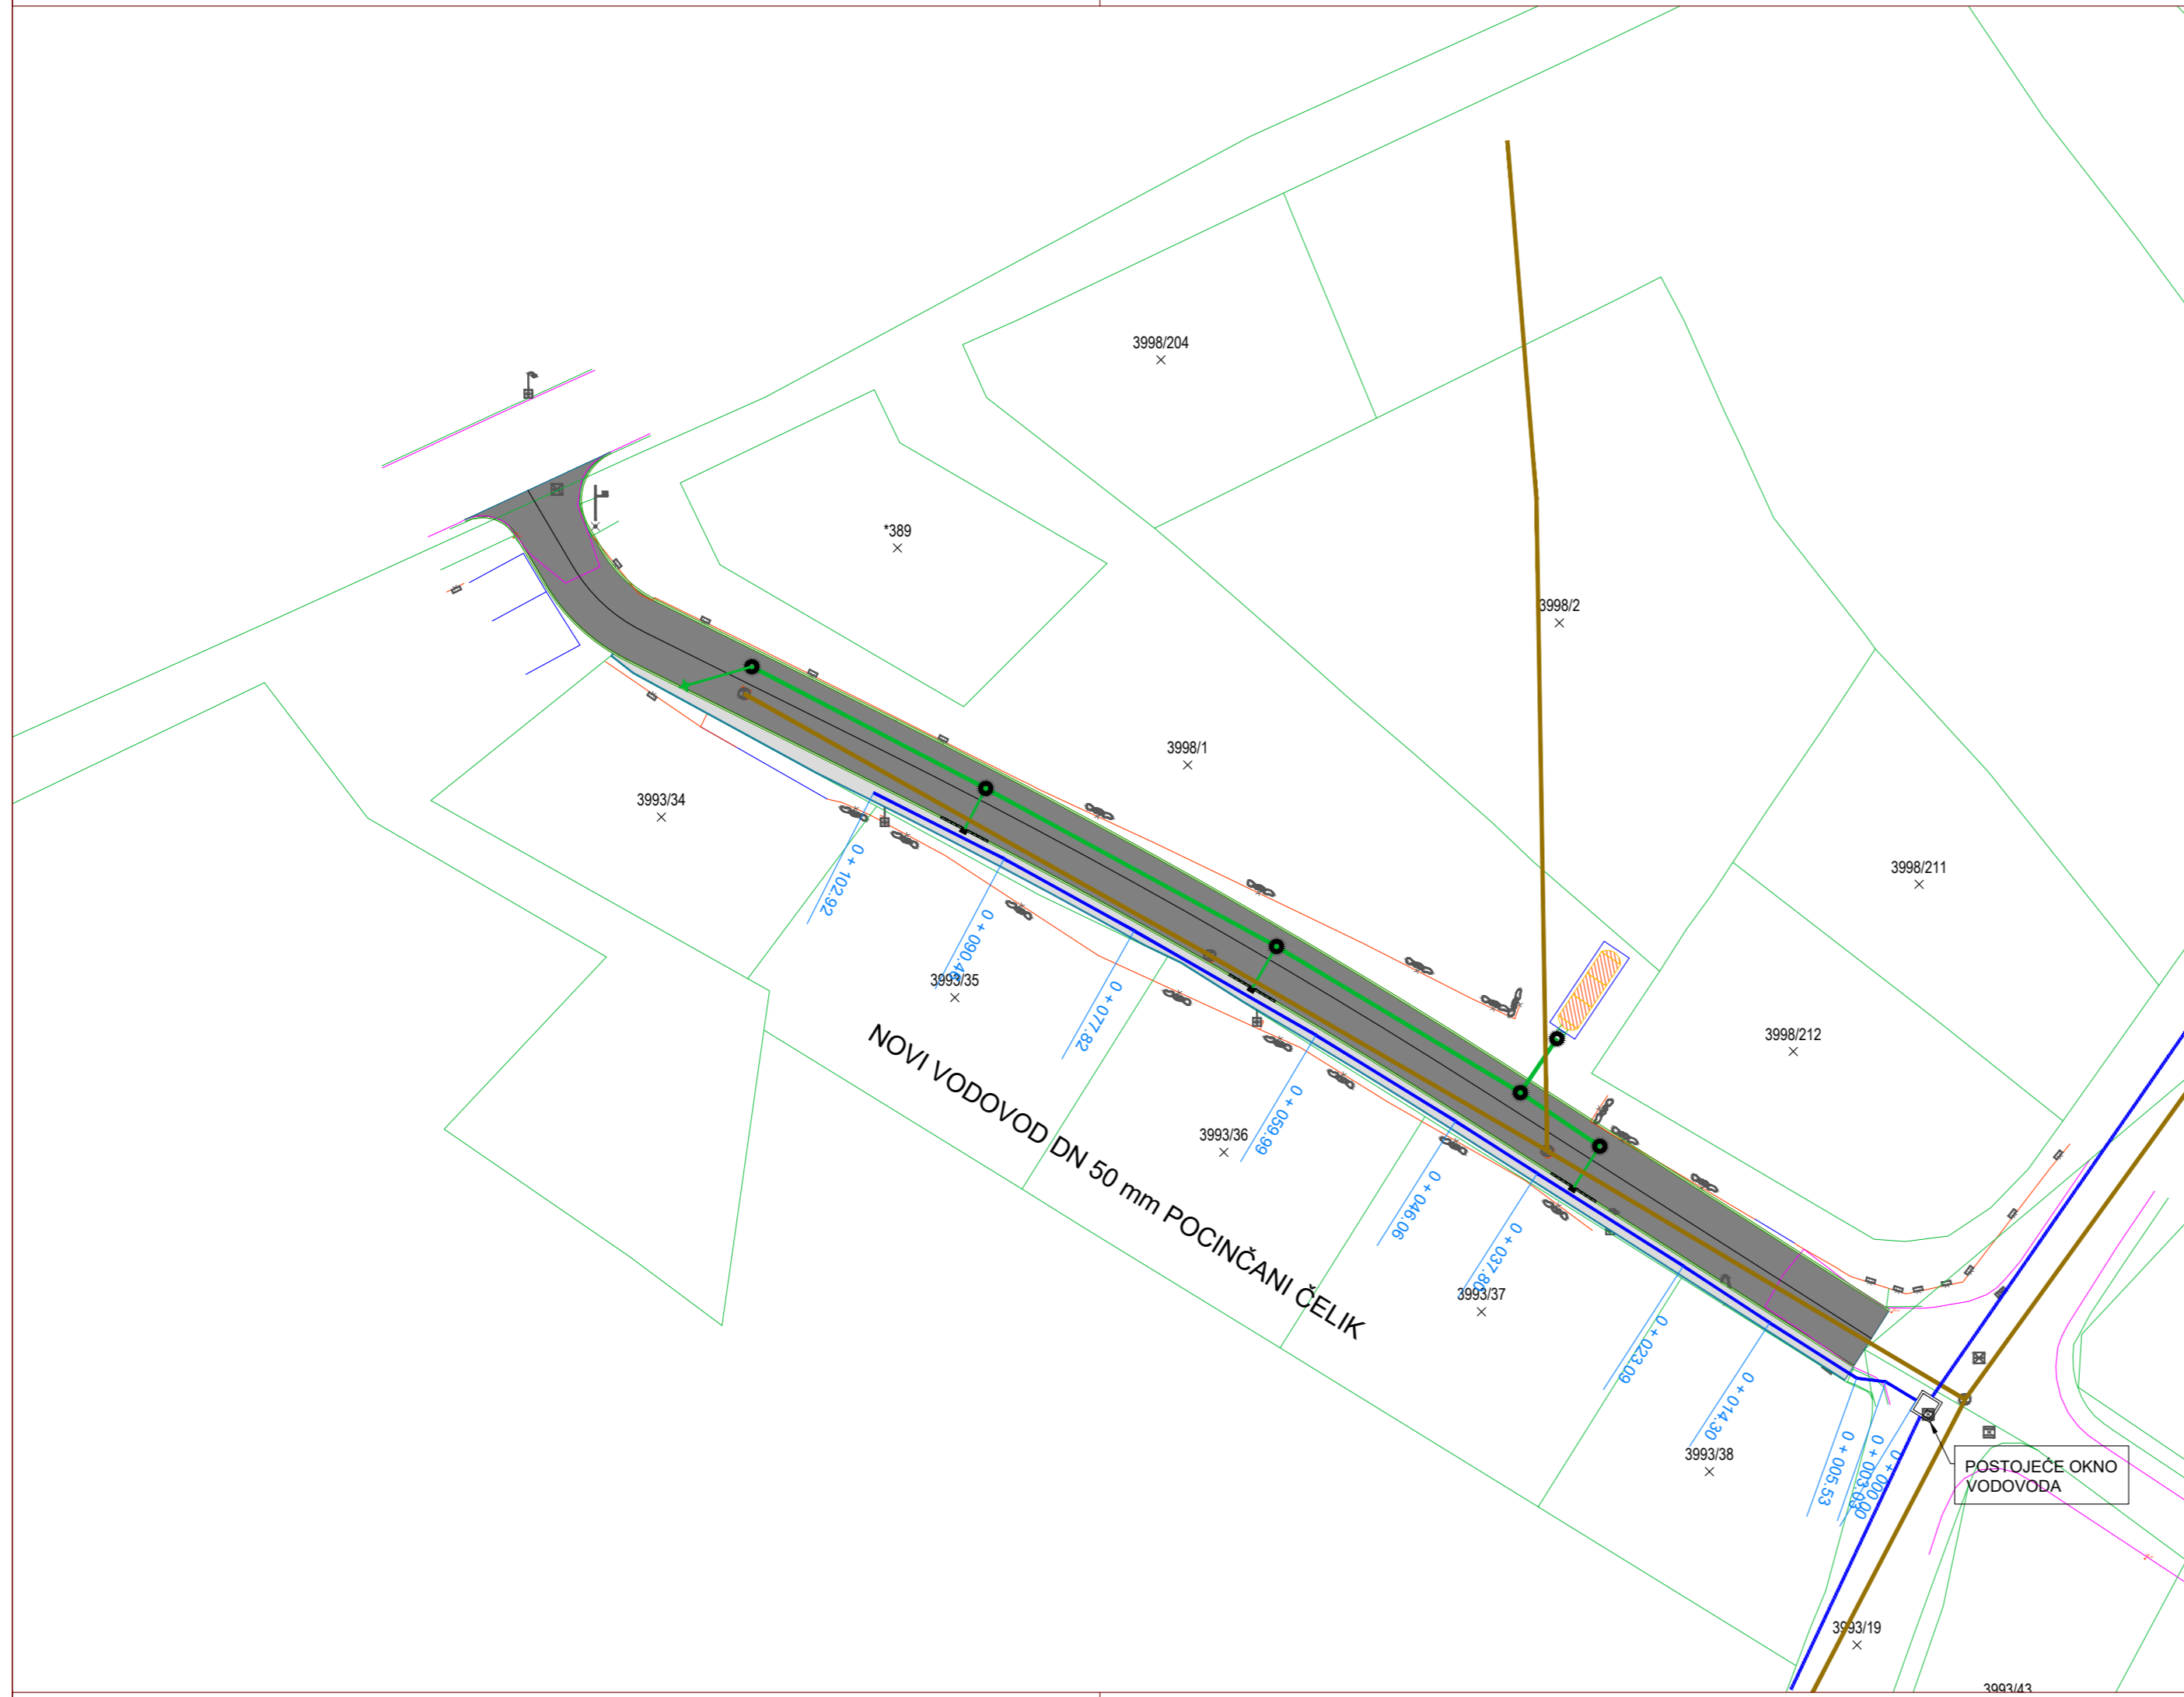 3998/204
*389
3998/2
3998/1
3993/34
3998/211
0 + 102.92
0 + 090.46
3993/35
0 + 077.82
3998/212
NOVI VODOVOD DN 50 mm POCINČANI ČELIK
3993/36
0 + 059.99
0 + 046.06
0 + 037.80
3993/37
0 + 023.09
0 + 014.30
3993/38
0 + 005.53
0 + 003.03
0 + 000.00
POSTOJEĆE OKNO
VODOVODA
3993/19
3993/43